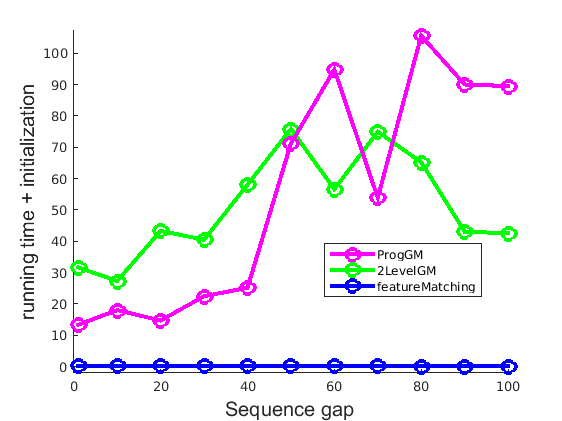 running time + initialization
100
90
80
70
60
50
40
30
20
10
0
0 20 40 60 80 100
Sequence gap
ProgGM
2LevelGM
featureMatching